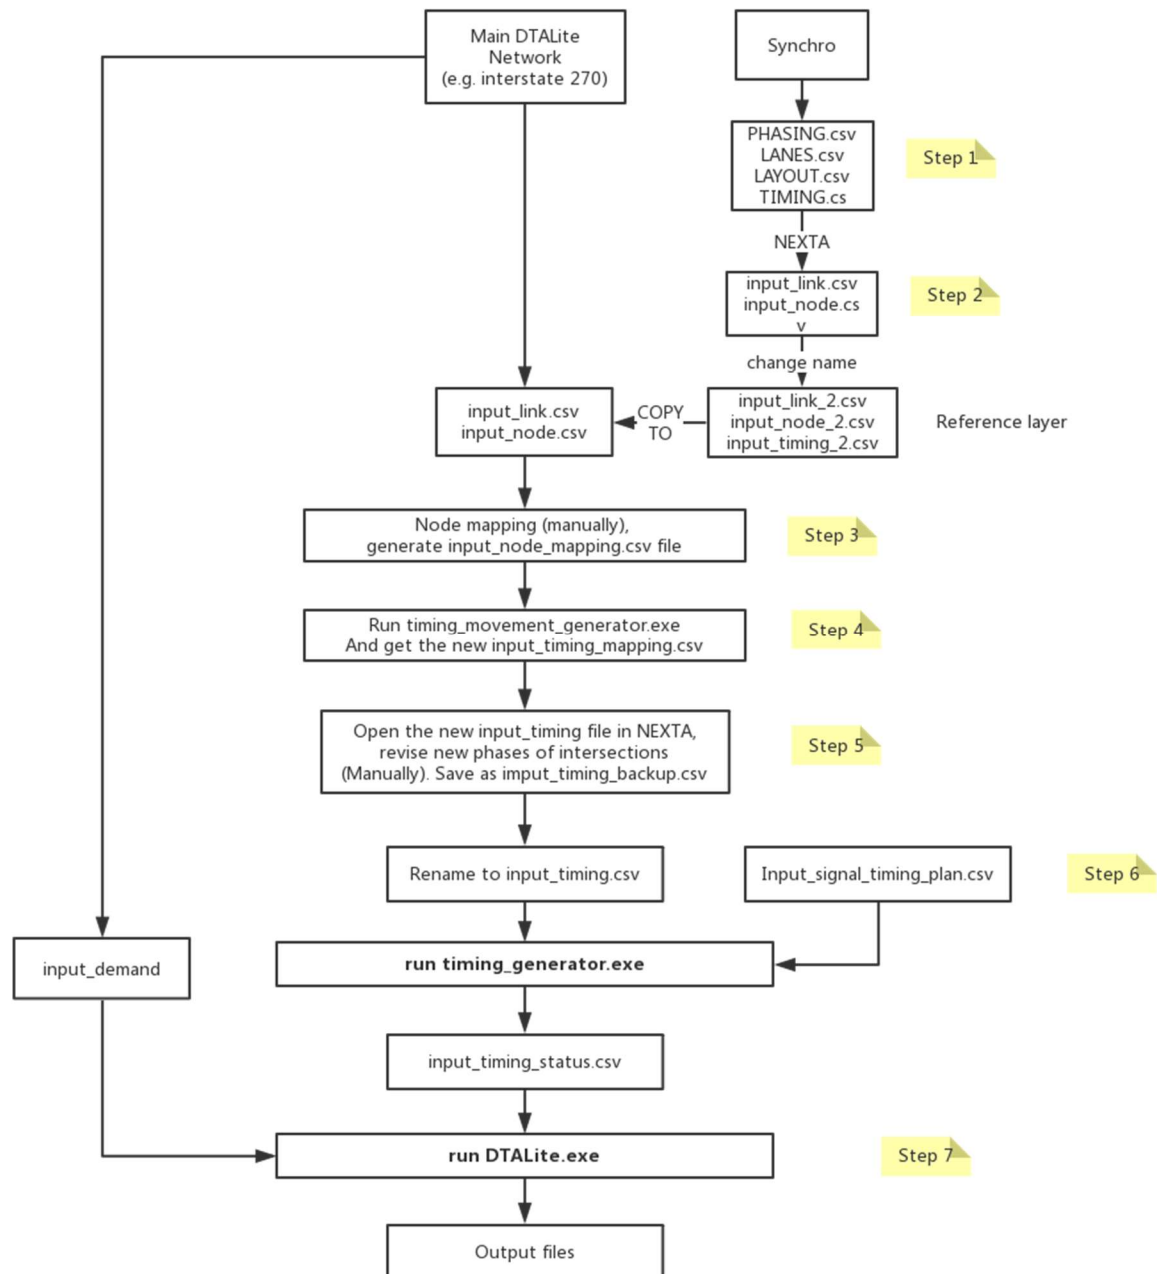 Main DTALite
Network
(e.g. interstate 270)
Synchro
PHASING.csv
LANES.csv
LAYOUT.csv
TIMING.cs
Step 1
NEXTA
input_link.csv
input_node.cs
v
Step 2
change name
input_link.csv
input_node.csv
COPY
TO
input_link_2.csv
input_node_2.csv
input_timing_2.csv
Reference layer
Node mapping (manually),
generate input_node_mapping.csv file
Step 3
Run timing_movement_generator.exe
And get the new input_timing_mapping.csv
Step 4
Open the new input_timing file in NEXTA,
revise new phases of intersections
(Manually). Save as imput_timing_backup.csv
Step 5
Rename to input_timing.csv
Input_signal_timing_plan.csv
Step 6
input_demand
run timing_generator.exe
input_timing_status.csv
run DTALite.exe
Step 7
Output files